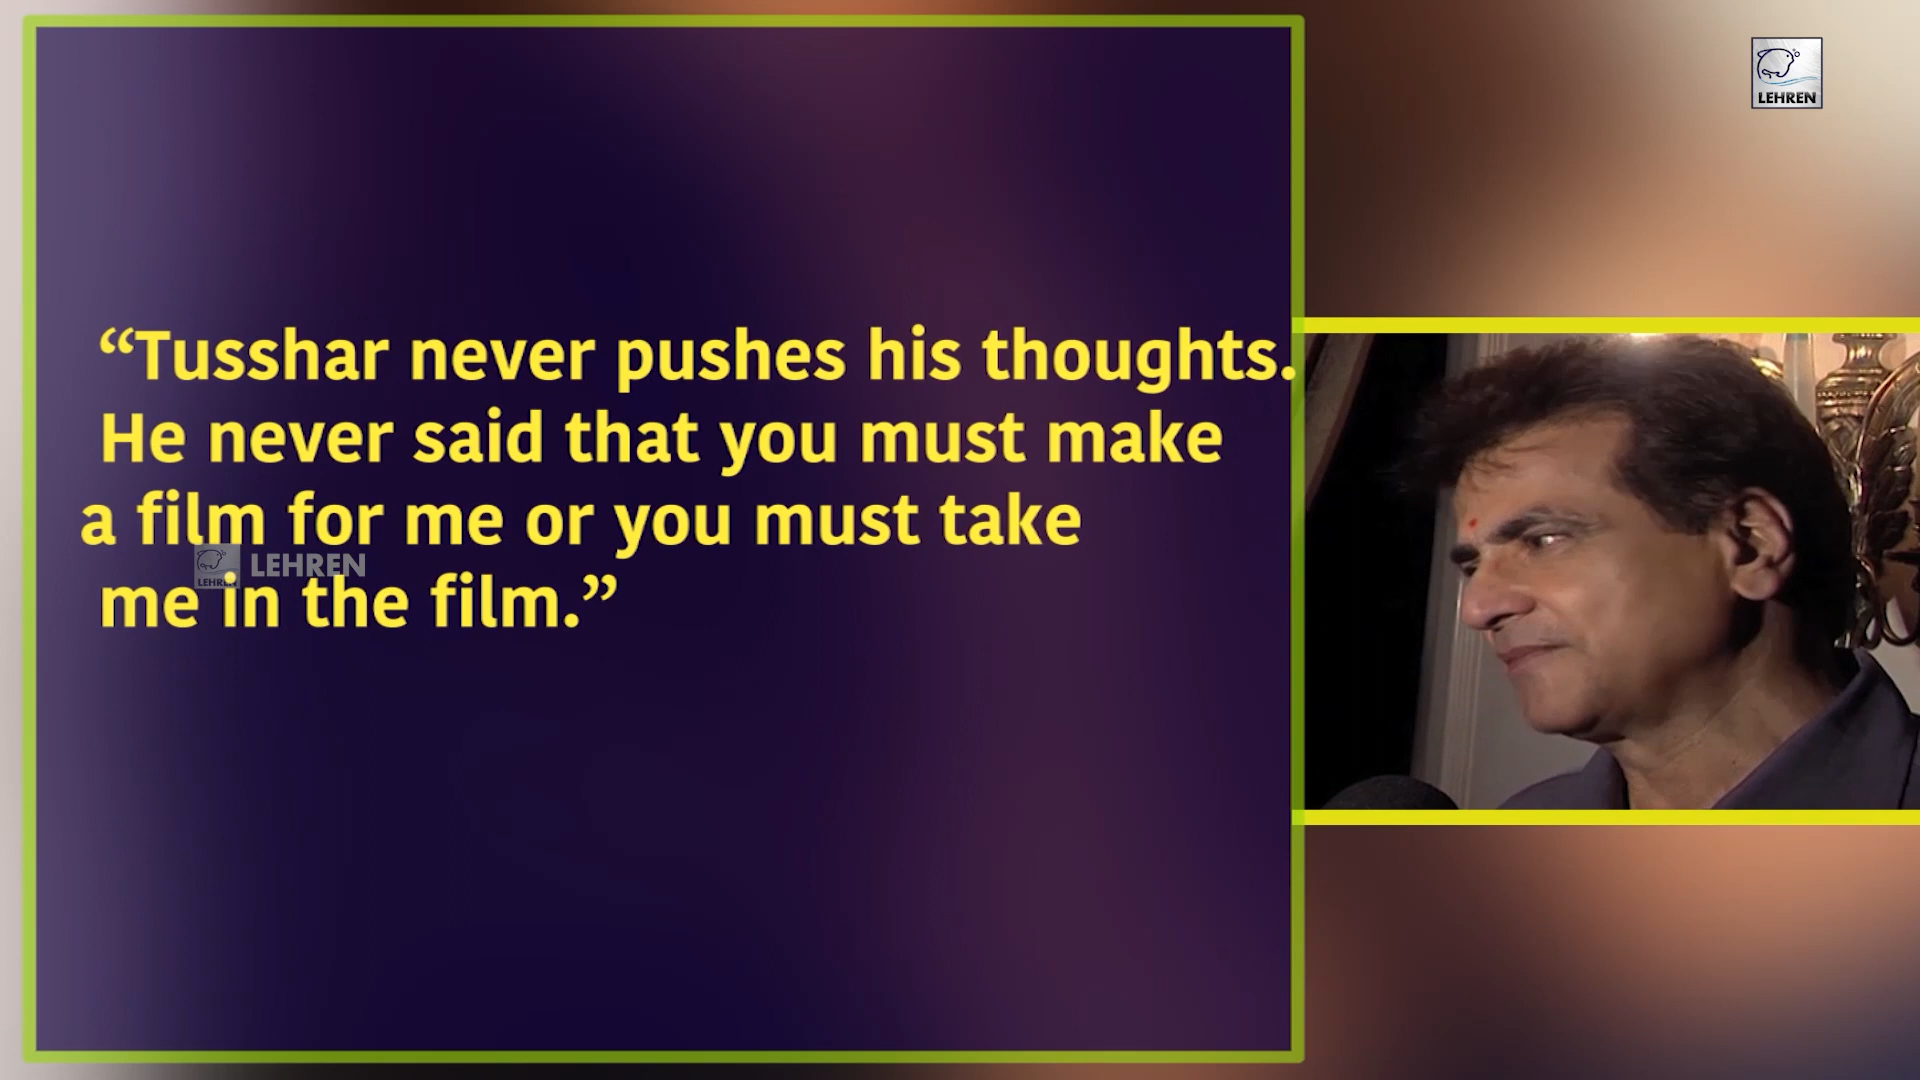 LEHREN
“Tusshar never pushes his thoughts.
He never said that you must make
a film for me or you must take
LEHREN LEHREN
me in the film.”